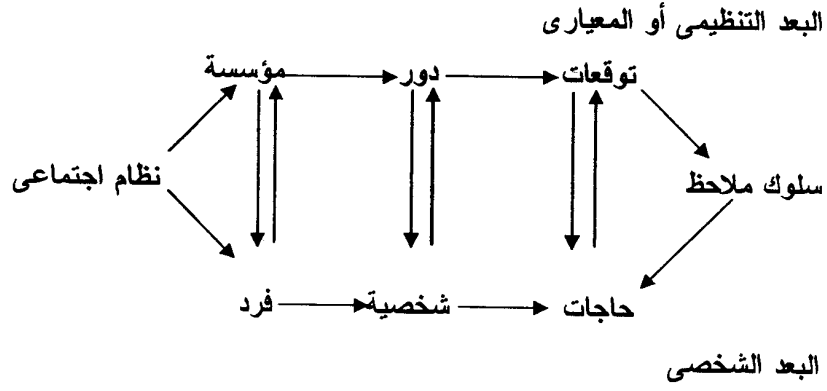 البعد التنظيمى أو المعيارى
مؤسسة دور توقعات
نظام اجتماعى سلوك ملاحظ
فرد شخصية حاجات
البعد الشخصى